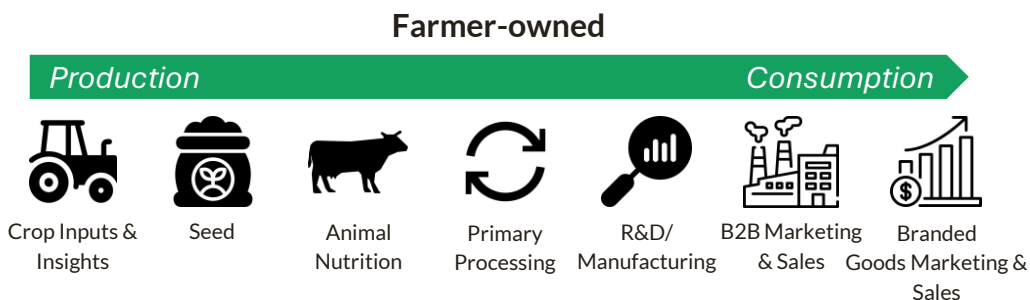 Farmer-owned
Production
Consumption
Crop Inputs &
Insights
Seed
Animal
Nutrition
Primary
Processing
R&D/
Manufacturing
B2B Marketing
& Sales
Branded
Goods Marketing &
Sales
$